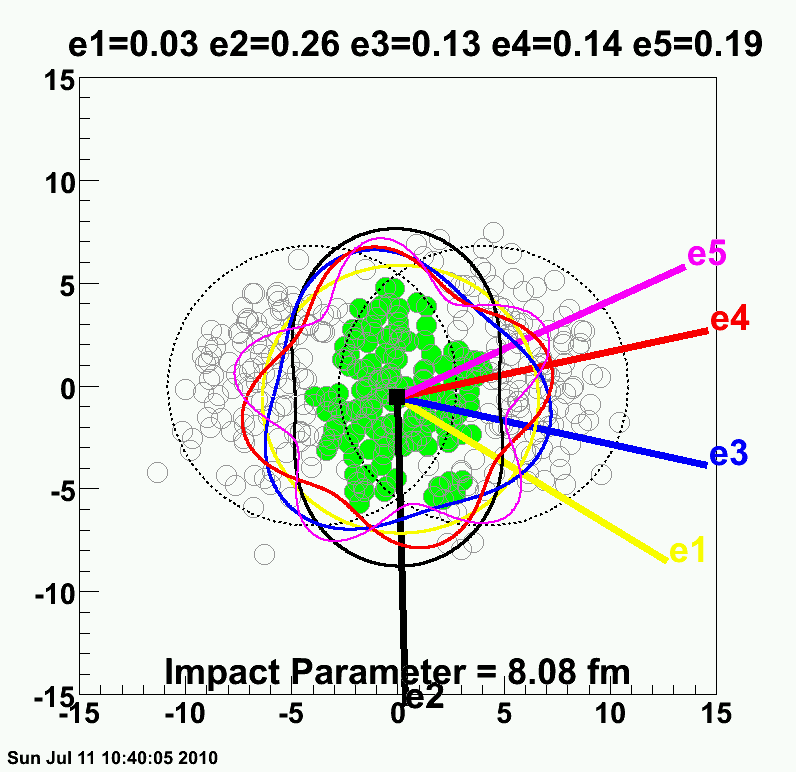 e1=0.03 e2=0.26 e3=0.13 e4=0.14 e5=0.19
15
10
5
0
-5
-10
-15
e5
e4
e3
e1
Impact Parameter = 8.08 fm
e2
-15 -10 -5 0 5 10 15
Sun Jul 11 10:40:05 2010